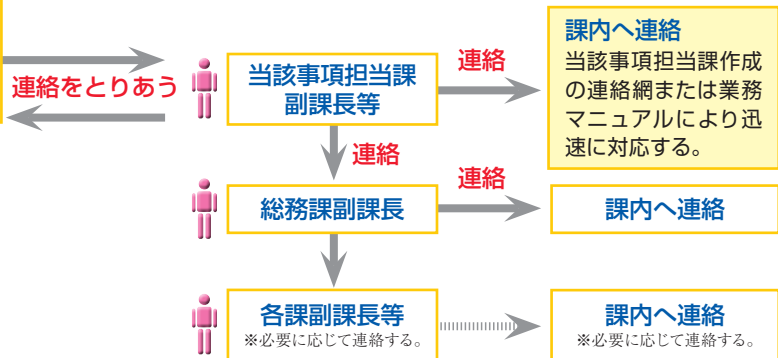 連絡をとりあう
当該事項担当課
副課長等
連絡
課内へ連絡
当該事項担当課作成
の連絡網または業務
マニュアルにより迅
速に対応する。
連絡
総務課副課長
連絡
課内へ連絡
各課副課長等
※必要に応じて連絡する。
課内へ連絡
※必要に応じて連絡する。